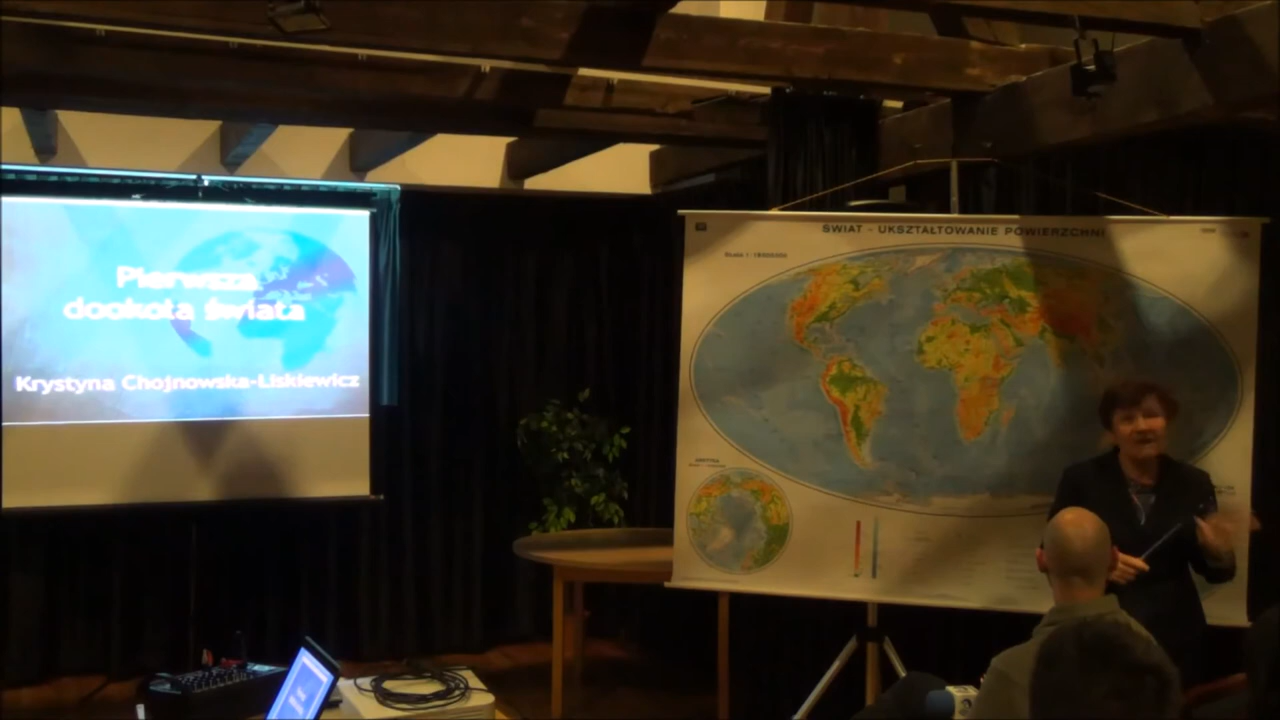 Pierwsza
dookoła świata
Krystyna Chojnowska-Liskiewicz
ŚWIAT - UKSZTAŁTOWANIE POWIERZCHNI